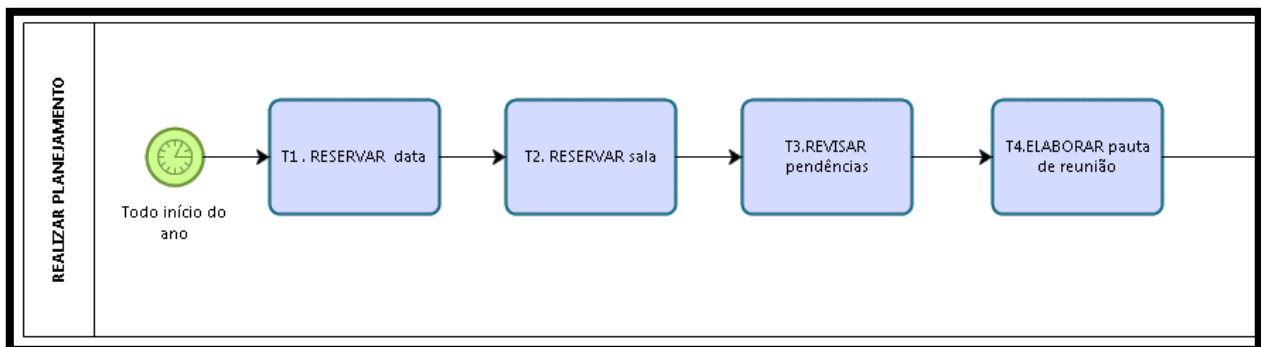 REALIZAR PLANEJAMENTO
Todo início do
ano
T1 . RESERVAR data
T2. RESERVAR sala
T3.REVISAR
pendências
T4.ELABORAR pauta
de reunião